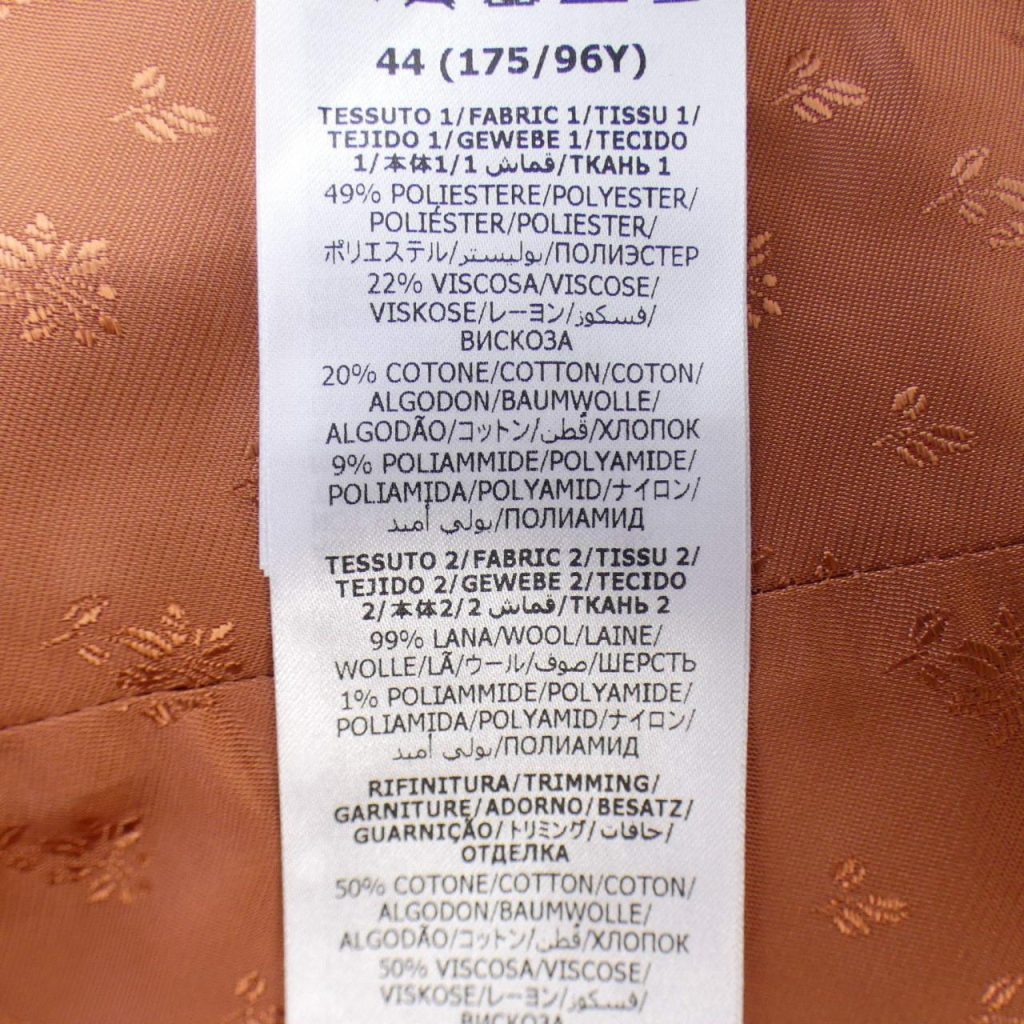 44 (175/96Y)
TESSUTO 1/FABRIC 1/TISSU 1/
TEJIDO 1/GEWEBE 1/TECIDO
1/本体1/1 قماش/ТКАНЬ 1
49% POLIESTERE/POLYESTER/
POLIÉSTER/POLIESTER/
ポリエステル/بوليستر/ПОЛИЭСТЕР
22% VISCOSA/VISCOSE/
VISKOSE/レーヨン/فسكوز/
ВИСКОЗА
20% COTONE/COTTON/COTON/
ALGODON/BAUMWOLLE/
ALGODÃO/コットン/قُطن/ХЛОПОК
9% POLIAMMIDE/POLYAMIDE/
POLIAMIDA/POLYAMID/ナイロン/
بولي أميد/ПОЛИАМИД
TESSUTO 2/FABRIC 2/TISSU 2/
TEJIDO 2/GEWEBE 2/TECIDO
2/本体2/2 قماش/ТКАНЬ 2
99% LANA/WOOL/LAINE/
WOLLE/LÃ/ウール/صوف/ШЕРСТЬ
1% POLIAMMIDE/POLYAMIDE/
POLIAMIDA/POLYAMID/ナイロン/
بولي أميد/ПОЛИАМИД
RIFINITURA/TRIMMING/
GARNITURE/ADORNO/BESATZ/
GUARNIÇÃO/トリミング/حافات/
ОТДЕЛКА
50% COTONE/COTTON/COTON/
ALGODON/BAUMWOLLE/
ALGODÃO/コットン/قُطن/ХЛОПОК
50% VISCOSA/VISCOSE/
VISKOSE/レーヨン/فسكوز/
ВИСКОЗА